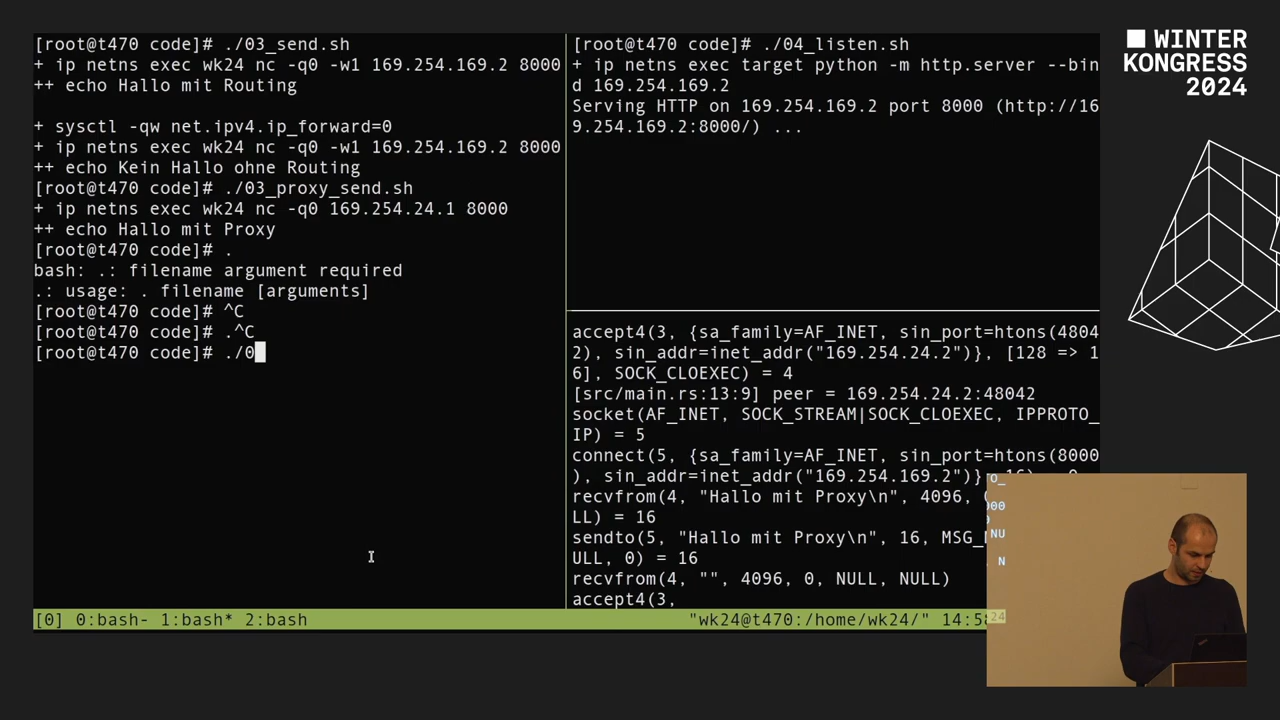 [root@t470 code]# ./03_send.sh
+ ip netns exec wk24 nc -q0 -w1 169.254.169.2 8000
++ echo Hallo mit Routing
+ sysctl -qw net.ipv4.ip_forward=0
+ ip netns exec wk24 nc -q0 -w1 169.254.169.2 8000
++ echo Kein Hallo ohne Routing
[root@t470 code]# ./03_proxy_send.sh
+ ip netns exec wk24 nc -q0 169.254.24.1 8000
++ echo Hallo mit Proxy
[root@t470 code]# .
bash: .: filename argument required
.: usage: . filename [arguments]
[root@t470 code]# ^C
[root@t470 code]# .^C
[root@t470 code]# ./0
[root@t470 code]# ./04_listen.sh
+ ip netns exec target python -m http.server --bin
d 169.254.169.2
Serving HTTP on 169.254.169.2 port 8000 (http://16
9.254.169.2:8000/) ...
accept4(3, {sa_family=AF_INET, sin_port=htons(4804
2), sin_addr=inet_addr("169.254.24.2")}, [128 => 1
6], SOCK_CLOEXEC) = 4
[src/main.rs:13:9] peer = 169.254.24.2:48042
socket(AF_INET, SOCK_STREAM|SOCK_CLOEXEC, IPPROTO_
IP) = 5
connect(5, {sa_family=AF_INET, sin_port=htons(8000
), sin_addr=inet_addr("169.254.169.2")}
recvfrom(4, "Hallo mit Proxy\n", 4096,
LL) = 16
sendto(5, "Hallo mit Proxy\n", 16,
ULL, 0) = 16
recvfrom(4, "", 4096, 0, NULL, NULL)
accept4(3,
[0] 0:bash- 1:bash* 2:bash "wk24@t470:/home/wk24/" 14:5
WINTER
KONGRESS
2024